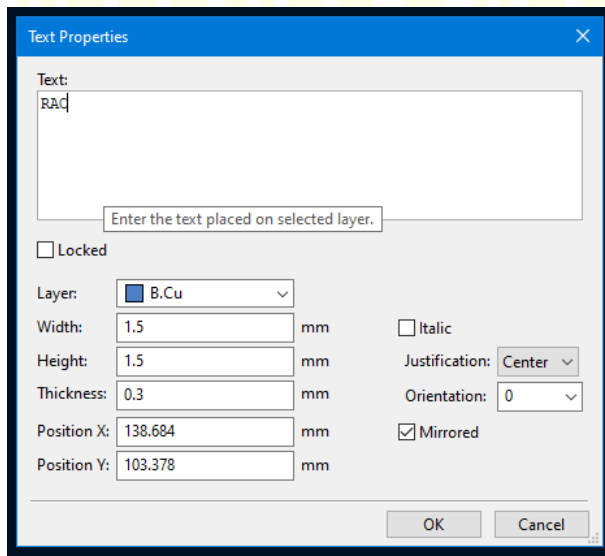 Text Properties
Text:
RAC
Enter the text placed on selected layer.
Locked
Layer: B.Cu
Width: 1.5 mm Italic
Height: 1.5 mm Justification: Center
Thickness: 0.3 mm Orientation: 0
Position X: 138.684 mm Mirrored
Position Y: 103.378 mm
OK Cancel